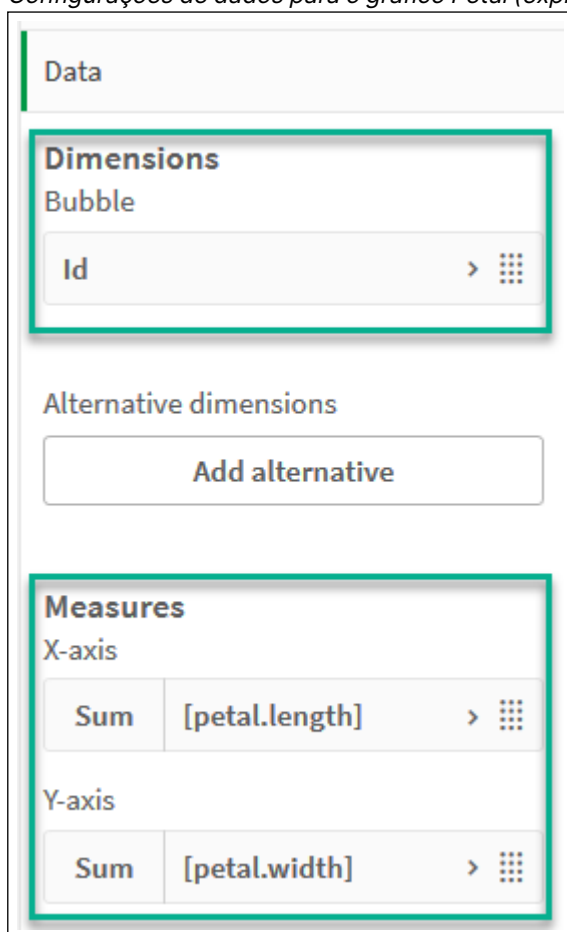 Configurações de dados para o gráfico Petal
Data
Dimensions
Bubble
Id
Alternative dimensions
Add alternative
Measures
X-axis
Sum [petal.length]
Y-axis
Sum [petal.width]